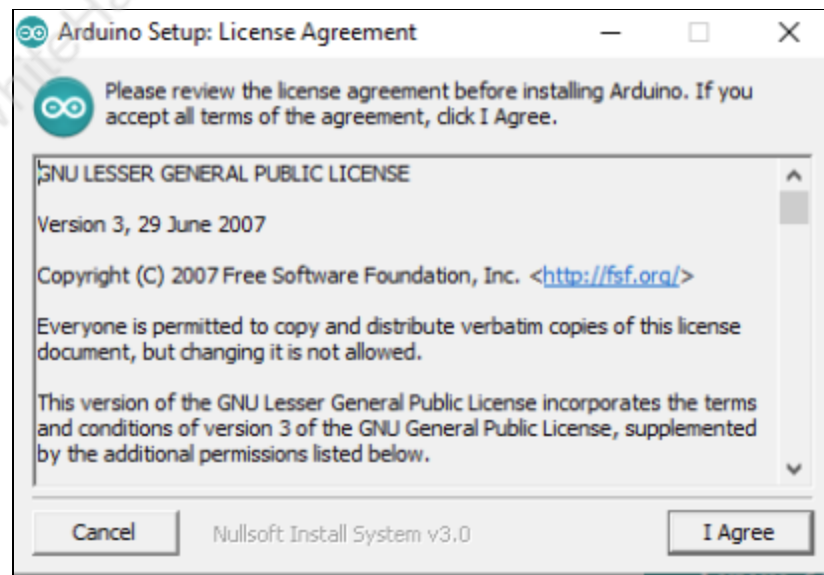 Arduino Setup: License Agreement
Please review the license agreement before installing Arduino. If you
accept all terms of the agreement, click I Agree.
GNU LESSER GENERAL PUBLIC LICENSE
Version 3, 29 June 2007
Copyright (C) 2007 Free Software Foundation, Inc. <http://fsf.org/>
Everyone is permitted to copy and distribute verbatim copies of this license
document, but changing it is not allowed.
This version of the GNU Lesser General Public License incorporates the terms
and conditions of version 3 of the GNU General Public License, supplemented
by the additional permissions listed below.
Cancel
Nullsoft Install System v3.0
I Agree